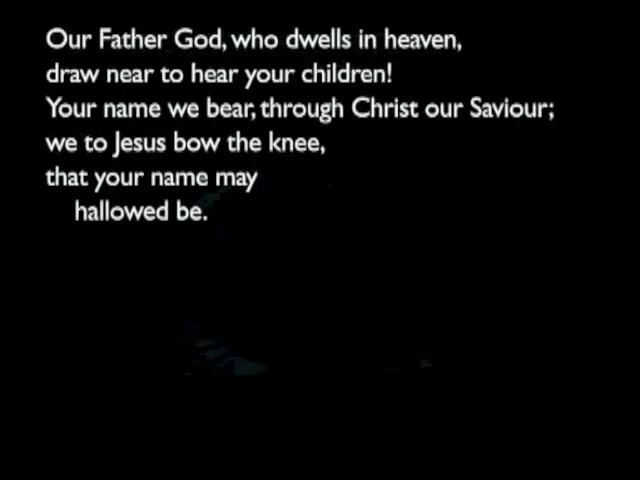 Our Father God, who dwells in heaven,
draw near to hear your children!
Your name we bear, through Christ our Saviour;
we to Jesus bow the knee,
that your name may
hallowed be.